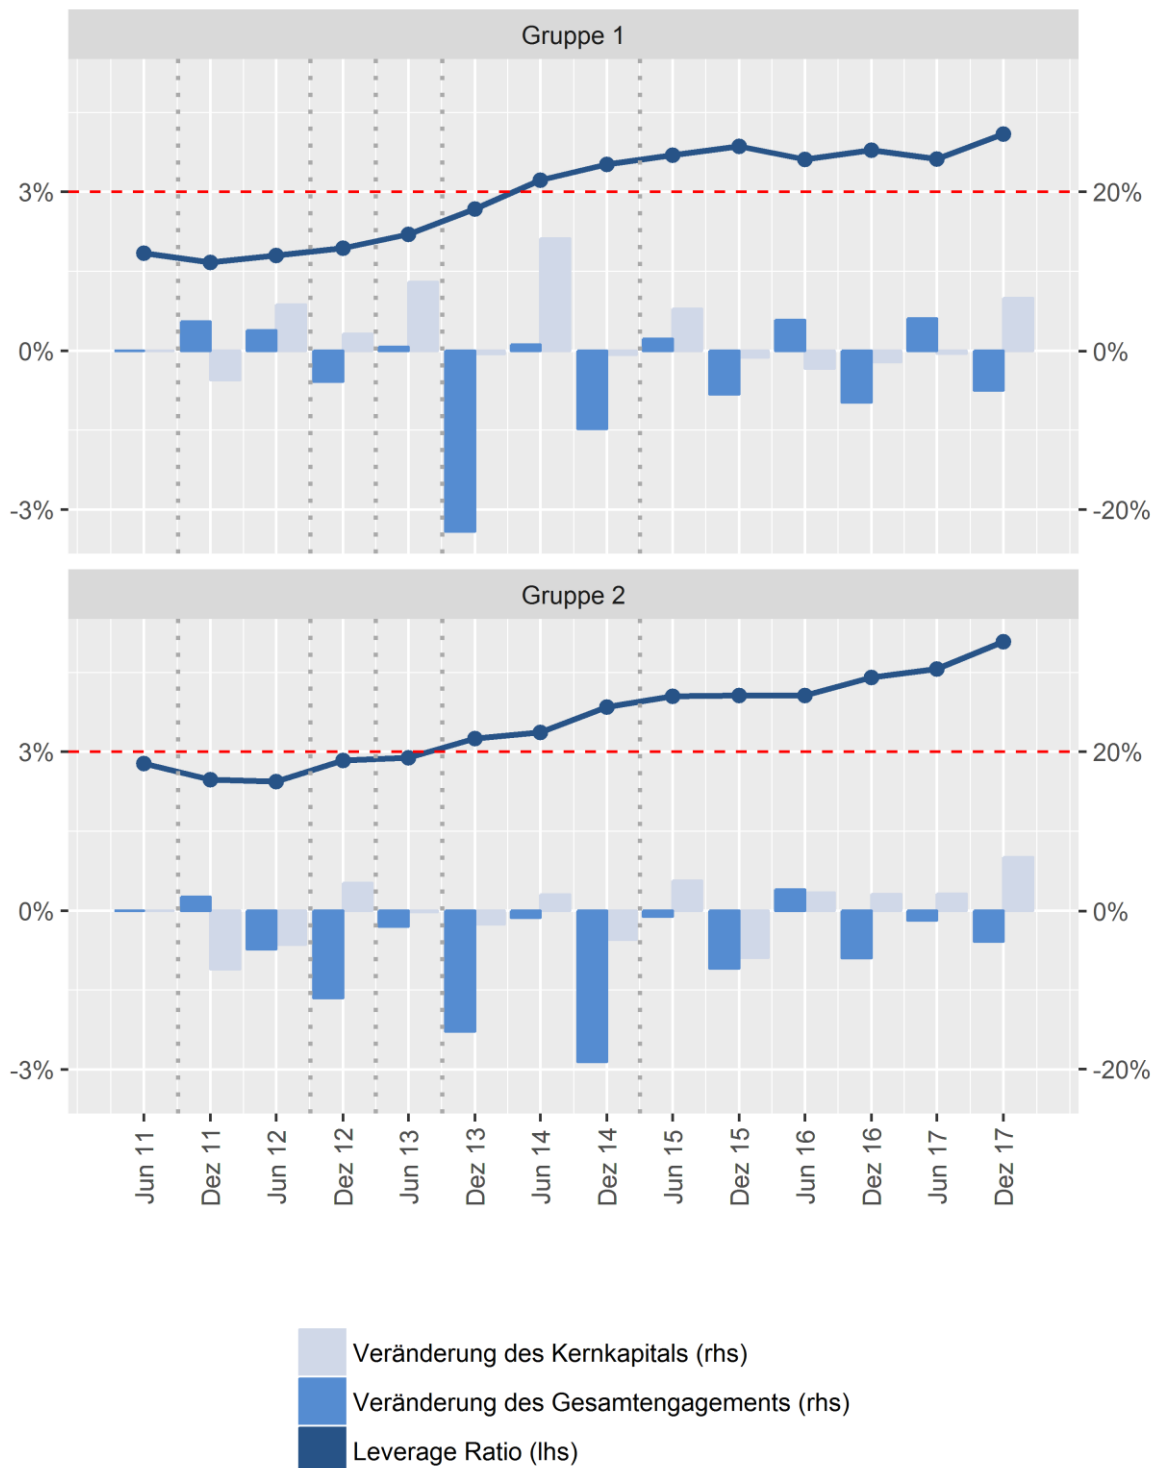 Gruppe 1
3%
20%
0%
0%
-3%
-20%
Gruppe 2
3%
20%
0%
0%
-3%
-20%
Jun 11
Dez 11
Jun 12
Dez 12
Jun 13
Dez 13
Jun 14
Dez 14
Jun 15
Dez 15
Jun 16
Dez 16
Jun 17
Dez 17
Veränderung des Kernkapitals (rhs)
Veränderung des Gesamtengagements (rhs)
Leverage Ratio (lhs)